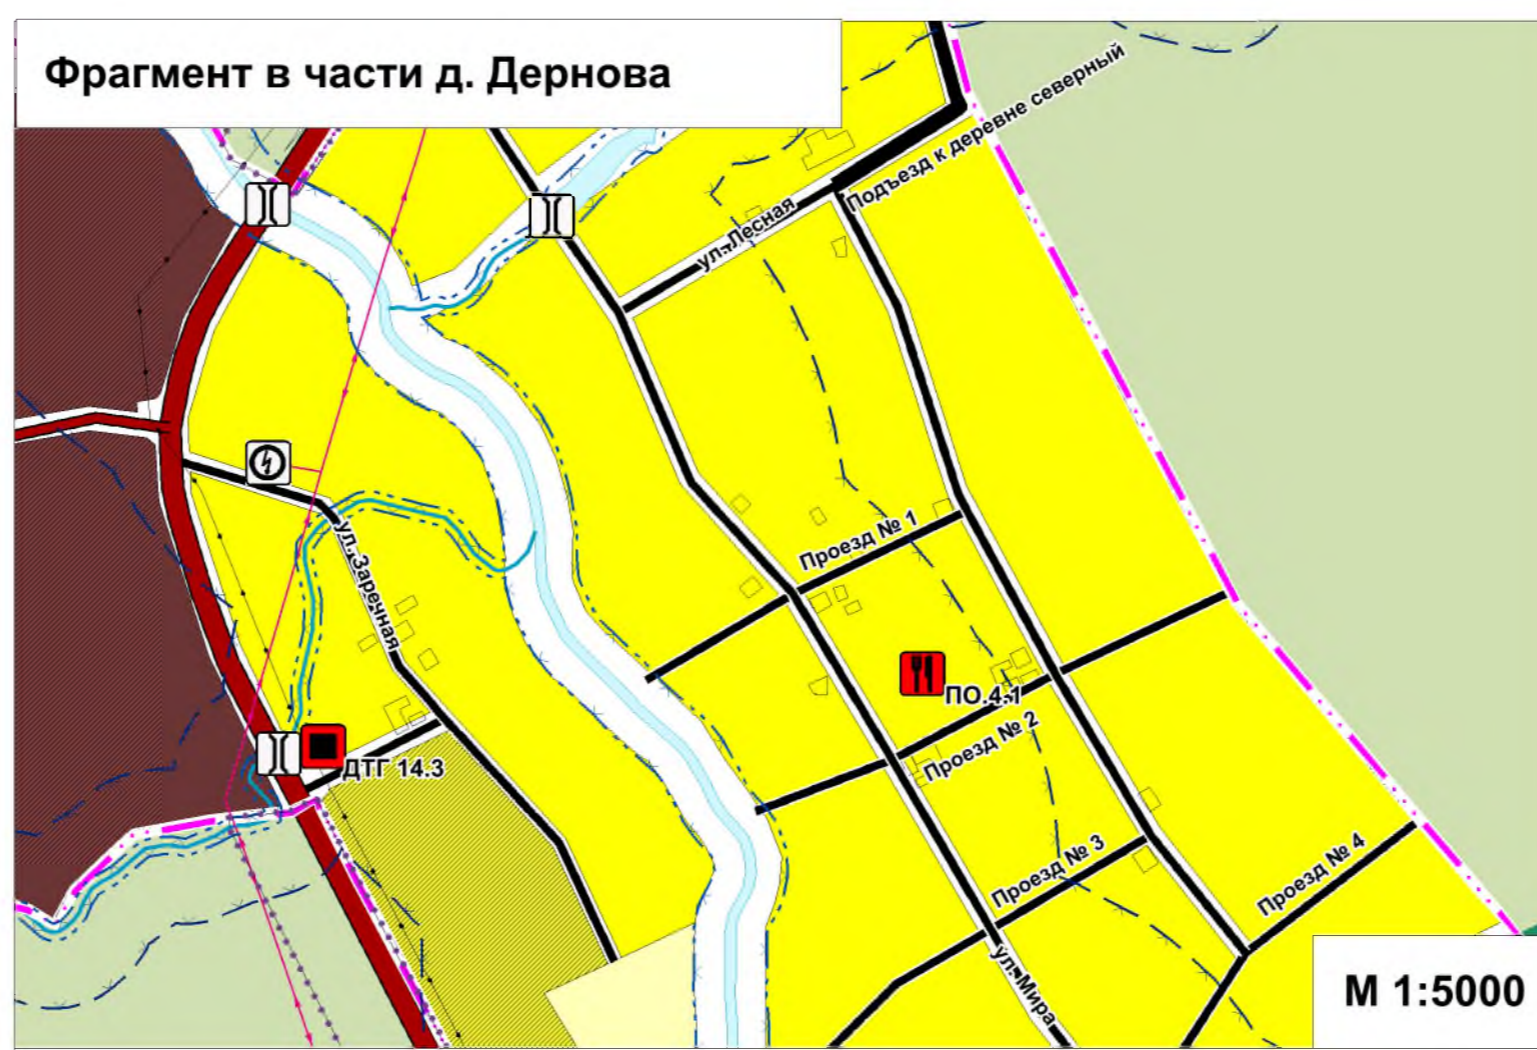 Фрагмент в части д. Дернова
Подъезд к деревне северный
ул. Лесная
Проезд № 1
ул. Заречная
ПО.4.1
Проезд № 2
ДТГ 14.3
Проезд № 3
Проезд № 4
ул. Мира
М 1:5000